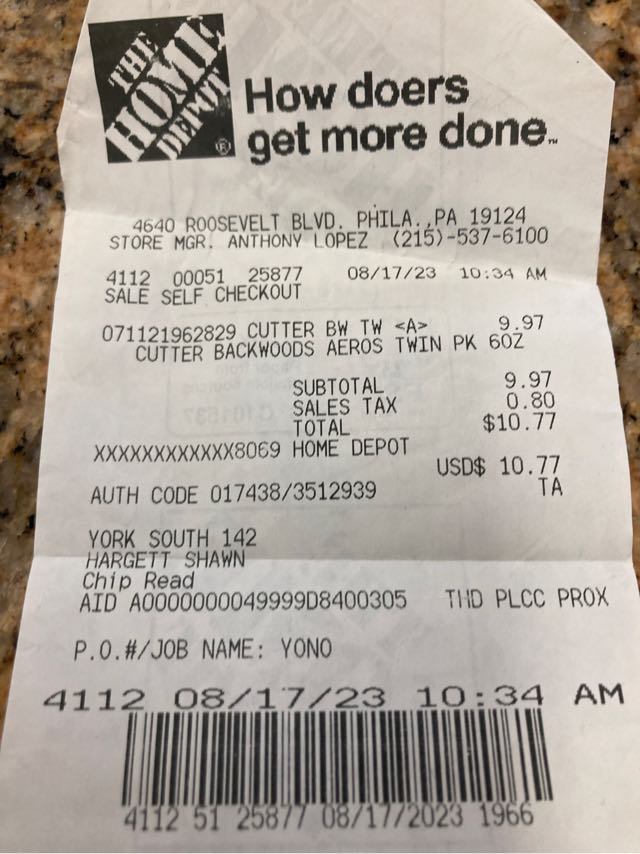 THE
HOME
DEPOT
®
How doers
get more done™
4640 ROOSEVELT BLVD. PHILA.,PA 19124
STORE MGR. ANTHONY LOPEZ (215)-537-6100
4112 00051 25877 08/17/23 10:34 AM
SALE SELF CHECKOUT
071121962829 CUTTER BW TW <A> 9.97
CUTTER BACKWOODS AEROS TWIN PK 6OZ
SUBTOTAL 9.97
SALES TAX 0.80
TOTAL $10.77
XXXXXXXXXXXX8069 HOME DEPOT
USD$ 10.77
AUTH CODE 017438/3512939 TA
YORK SOUTH 142
HARGETT SHAWN
Chip Read
AID A0000000049999D8400305 THD PLCC PROX
P.O.#/JOB NAME: YONO
4112 08/17/23 10:34 AM
4112 51 25877 08/17/2023 1966